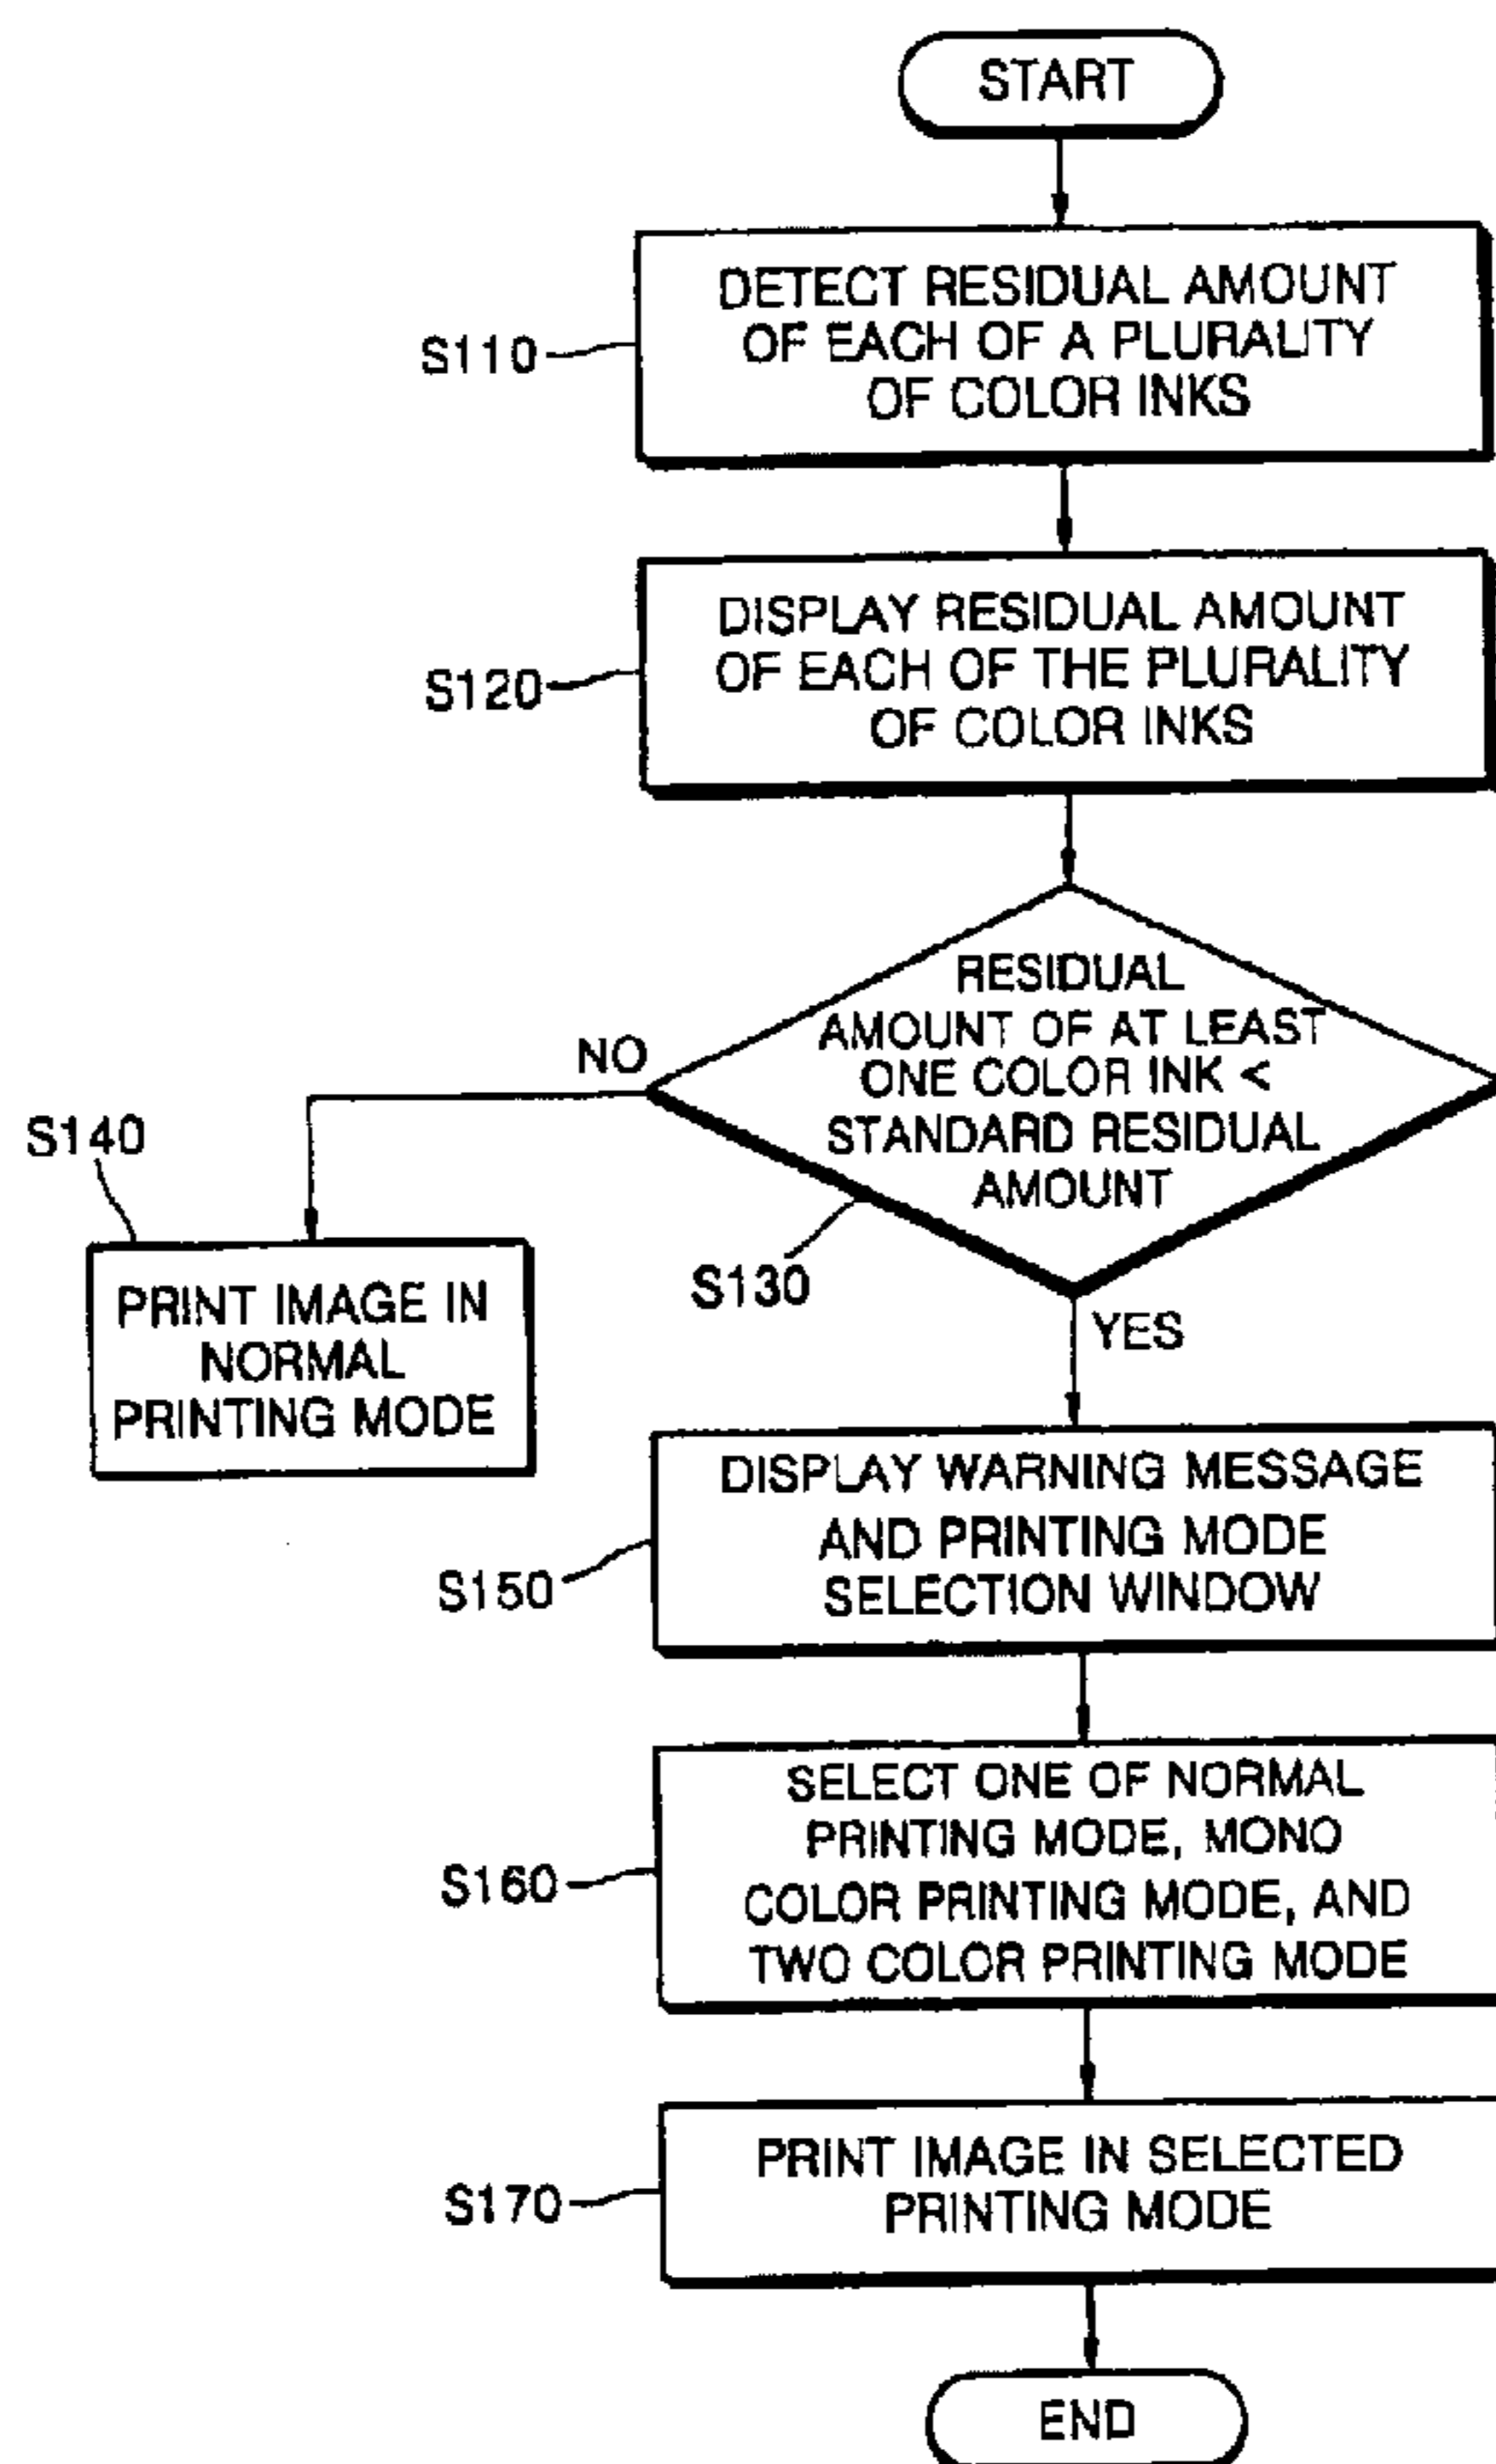 START
DETECT RESIDUAL AMOUNT
OF EACH OF A PLURALITY
OF COLOR INKS
S110
DISPLAY RESIDUAL AMOUNT
OF EACH OF THE PLURALITY
OF COLOR INKS
S120
RESIDUAL
AMOUNT OF AT LEAST
ONE COLOR INK <
STANDARD RESIDUAL
AMOUNT
NO
S140
S130
YES
PRINT IMAGE IN
NORMAL
PRINTING MODE
DISPLAY WARNING MESSAGE
AND PRINTING MODE
SELECTION WINDOW
S150
SELECT ONE OF NORMAL
PRINTING MODE, MONO
COLOR PRINTING MODE, AND
TWO COLOR PRINTING MODE
S160
PRINT IMAGE IN SELECTED
PRINTING MODE
S170
END